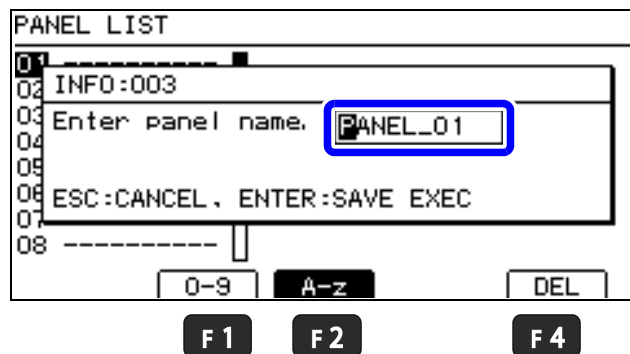 PANEL LIST
01 ----------
02
INFO:003
03
Enter panel name. PANEL_01
04
05
06
ESC:CANCEL, ENTER:SAVE EXEC
07
08 ----------
0-9 A-z DEL
F1 F2 F4